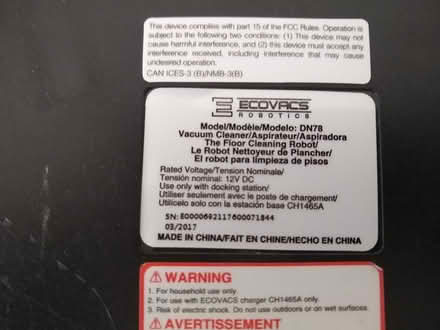 This device complies with part 15 of the FCC Rules. Operation is
subject to the following two conditions: (1) This device may not
cause harmful interference, and (2) this device must accept any
interference received, including interference that may cause
undesired operation.
CAN ICES-3 (B)/NMB-3(B)
ECOVACS
ROBOTICS
Model/Modèle/Modelo: DN78
Vacuum Cleaner/Aspirateur/Aspiradora
The Floor Cleaning Robot/
Le Robot Nettoyeur de Plancher/
El robot para limpieza de pisos
Rated Voltage/Tension Nominale/
Tensión nominal: 12V DC
Use only with docking station/
Utiliser seulement avec le poste de chargement/
Utilícelo solo con la estación base CH1465A
SN: E0000692117600071844
03/2017
MADE IN CHINA/FAIT EN CHINE/HECHO EN CHINA
WARNING
1. For household use only.
2. For use with ECOVACS charger CH1465A only.
3. Risk of electric shock. Do not use outdoors or on wet surfaces.
AVERTISSEMENT